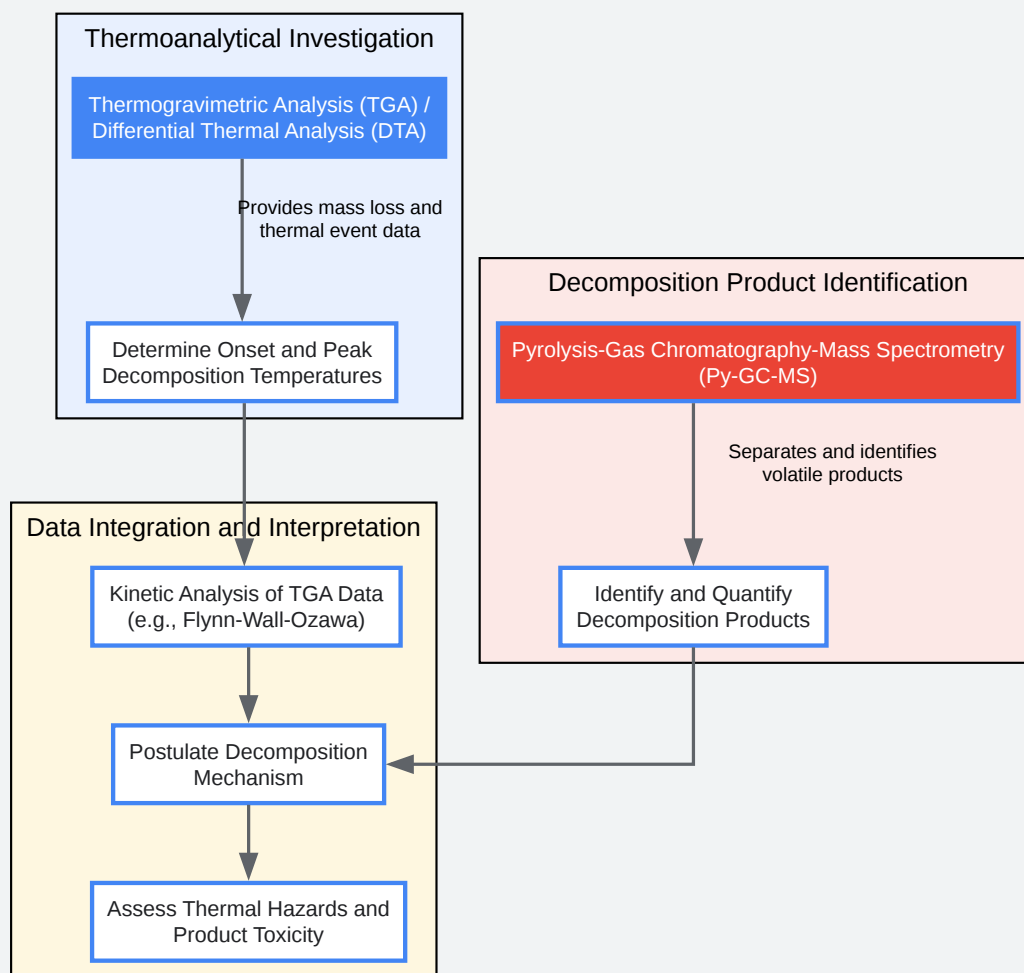 Thermoanalytical Investigation
Thermogravimetric Analysis (TGA) /
Differential Thermal Analysis (DTA)
Provides mass loss and
thermal event data
Determine Onset and Peak
Decomposition Temperatures
Decomposition Product Identification
Pyrolysis-Gas Chromatography-Mass Spectrometry
(Py-GC-MS)
Separates and identifies
volatile products
Identify and Quantify
Decomposition Products
Data Integration and Interpretation
Kinetic Analysis of TGA Data
(e.g., Flynn-Wall-Ozawa)
Postulate Decomposition
Mechanism
Assess Thermal Hazards and
Product Toxicity